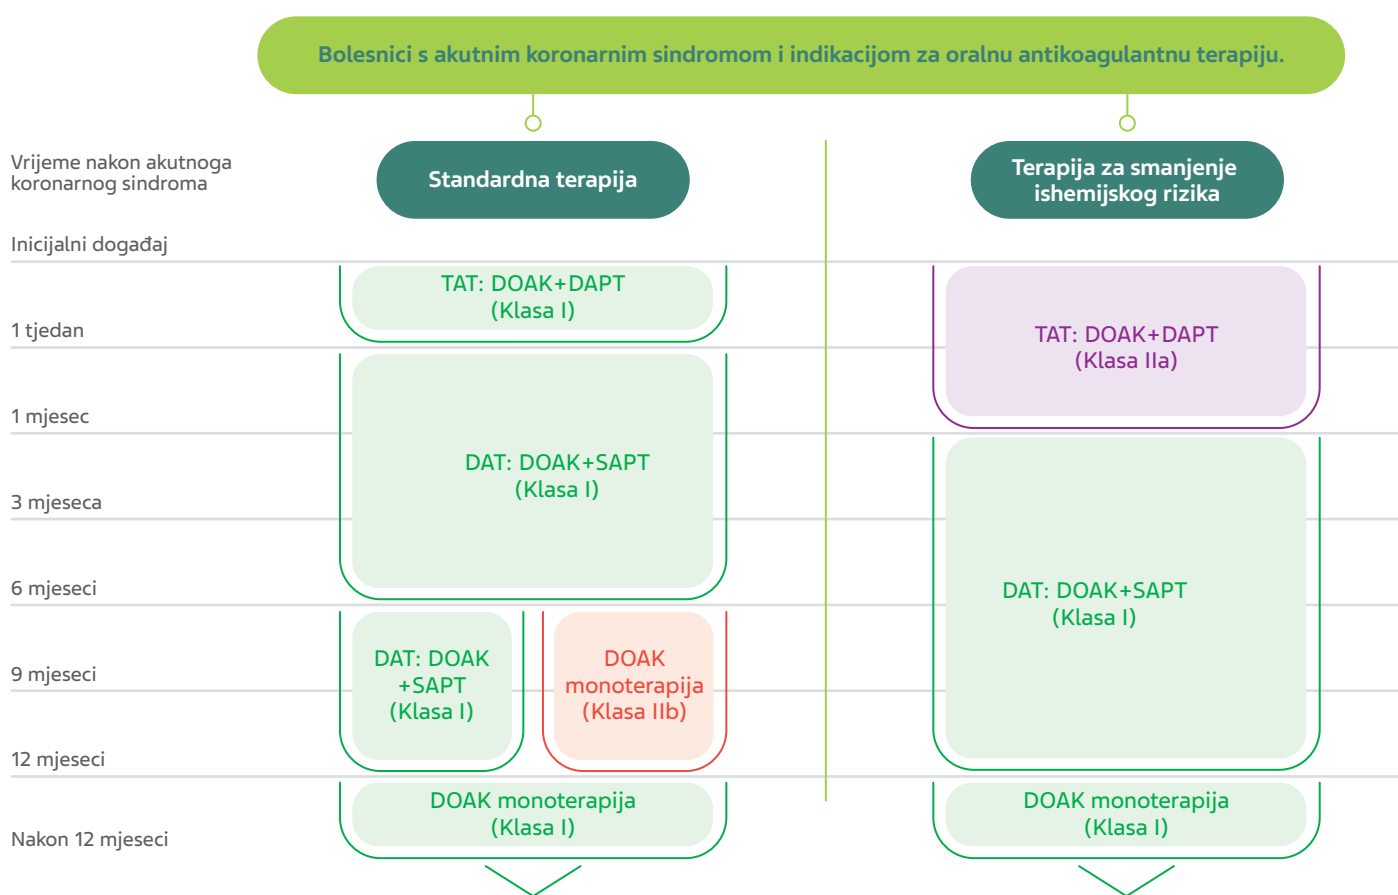 Bolesnici s akutnim koronarnim sindromom i indikacijom za oralnu antikoagulantnu terapiju.
Vrijeme nakon akutnoga
koronarnog sindroma
Standardna terapija
Terapija za smanjenje
ishemijskog rizika
Inicijalni događaj
TAT: DOAK+DAPT
(Klasa I)
1 tjedan
TAT: DOAK+DAPT
(Klasa IIa)
1 mjesec
DAT: DOAK+SAPT
(Klasa I)
3 mjeseca
6 mjeseci
DAT: DOAK+SAPT
(Klasa I)
DAT: DOAK
+SAPT
(Klasa I)
DOAK
monoterapija
(Klasa IIb)
9 mjeseci
12 mjeseci
DOAK monoterapija
(Klasa I)
DOAK monoterapija
(Klasa I)
Nakon 12 mjeseci